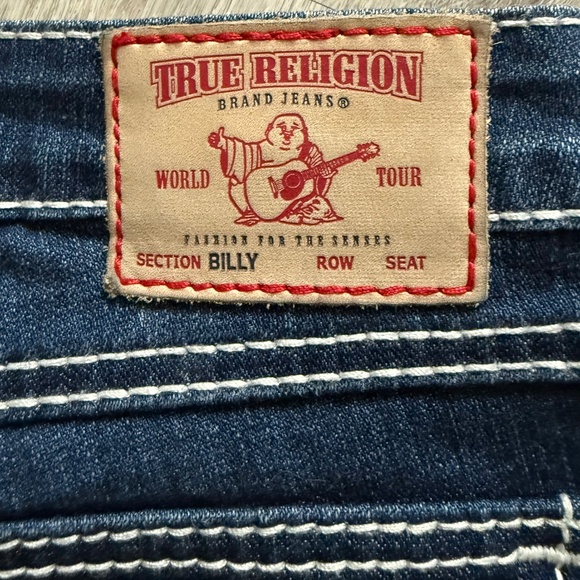 TRUE RELIGION
BRAND JEANS®
WORLD TOUR
FASHION FOR THE SENSES
SECTION BILLY ROW SEAT